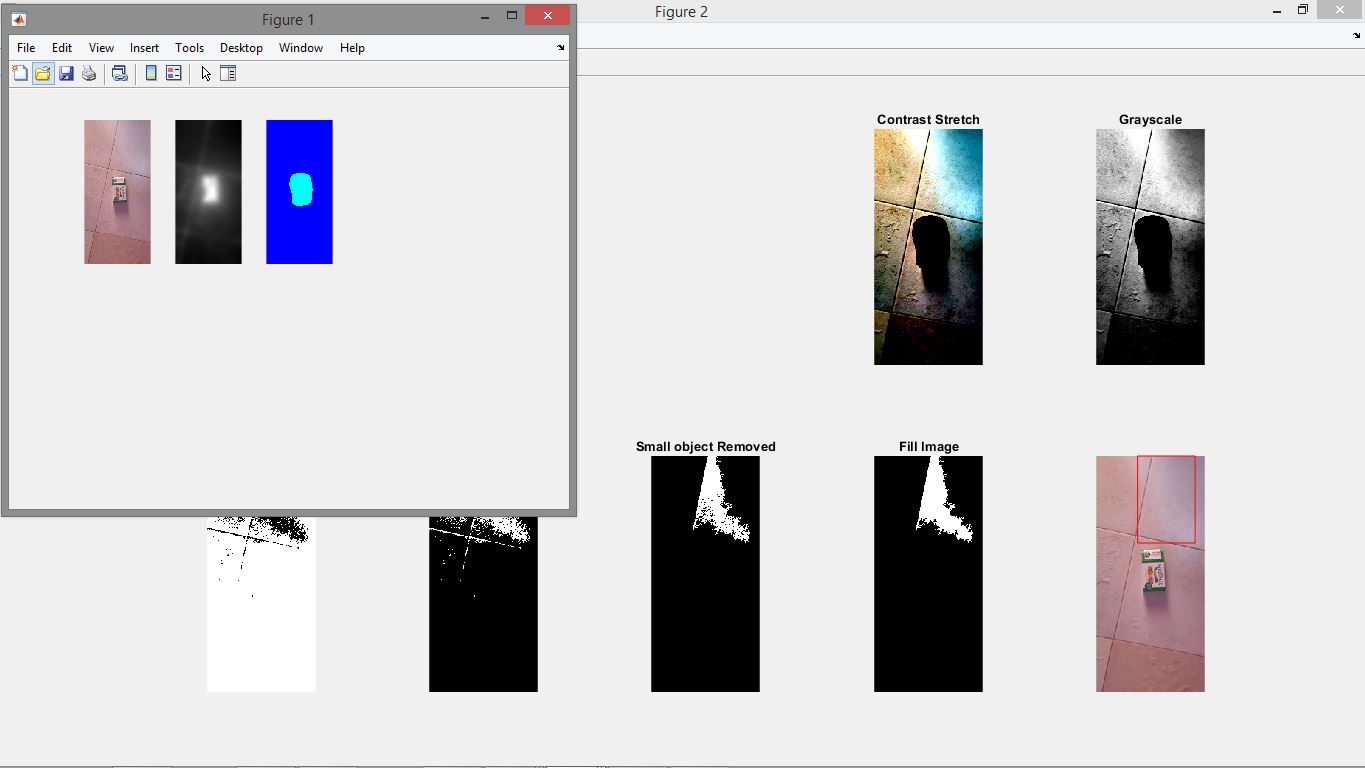 Figure 1
Figure 2
File Edit View Insert Tools Desktop Window Help
Contrast Stretch
Grayscale
Small object Removed
Fill Image